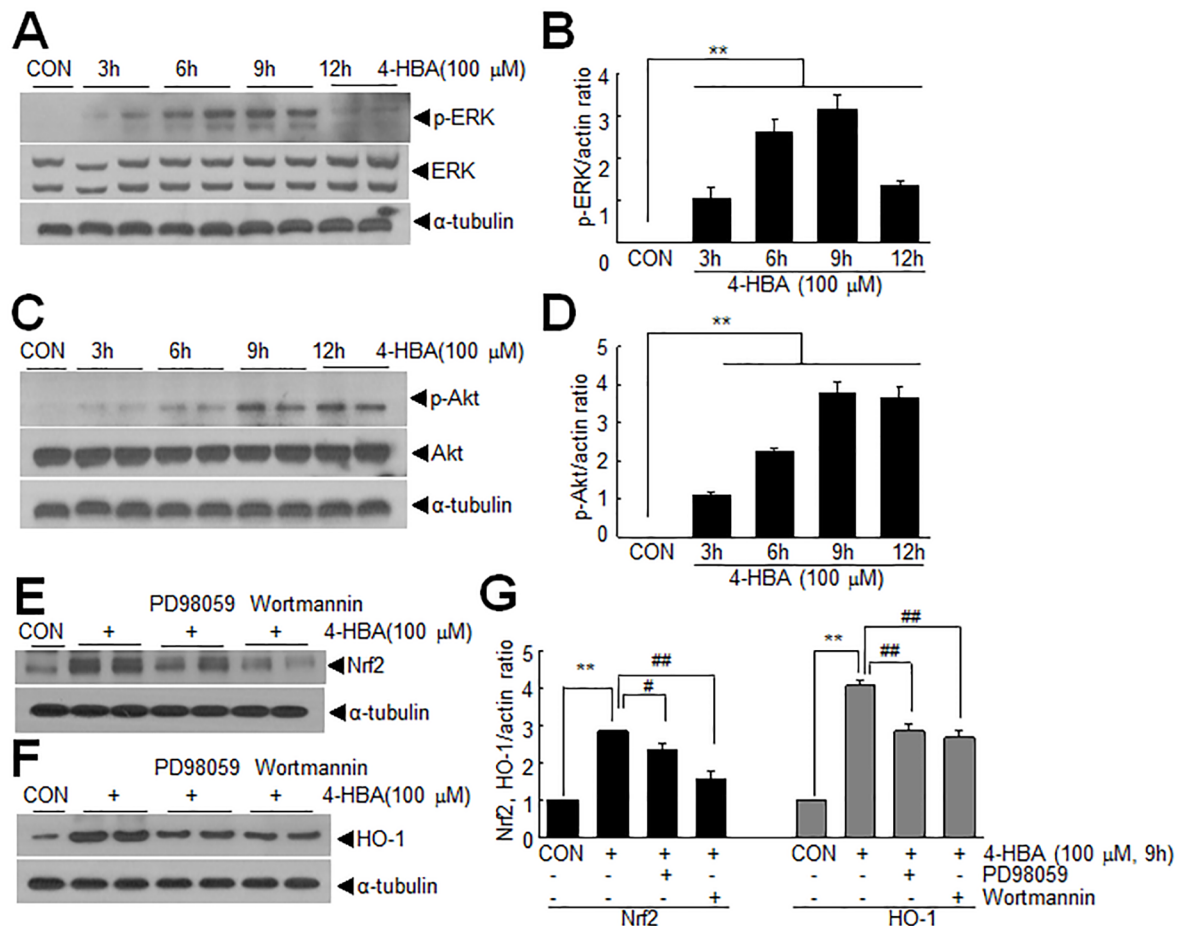 A
CON 3h 6h 9h 12h 4-HBA(100 μM)
p-ERK
ERK
α-tubulin
B
**
p-ERK/actin ratio
4
3
2
1
0
CON 3h 6h 9h 12h
4-HBA (100 μM)
C
CON 3h 6h 9h 12h 4-HBA(100 μM)
p-Akt
Akt
α-tubulin
D
**
p-Akt/actin ratio
5
4
3
2
1
0
CON 3h 6h 9h 12h
4-HBA (100 μM)
E
PD98059 Wortmannin
CON + + + 4-HBA(100 μM)
Nrf2
α-tubulin
F
PD98059 Wortmannin
CON + + + 4-HBA(100 μM)
HO-1
α-tubulin
G
** # ## ** ## ##
Nrf2, HO-1/actin ratio
5
4
3
2
1
0
CON + + + CON + + + 4-HBA (100 μM, 9h)
- - + - - + PD98059
- - - + - - - + Wortmannin
Nrf2 HO-1